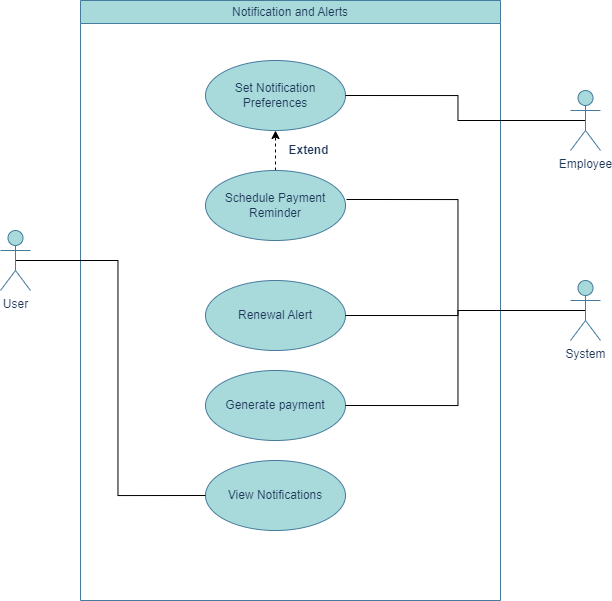 Notification and Alerts
Set Notification
Preferences
Extend
Employee
Schedule Payment
Reminder
User
Renewal Alert
System
Generate payment
View Notifications